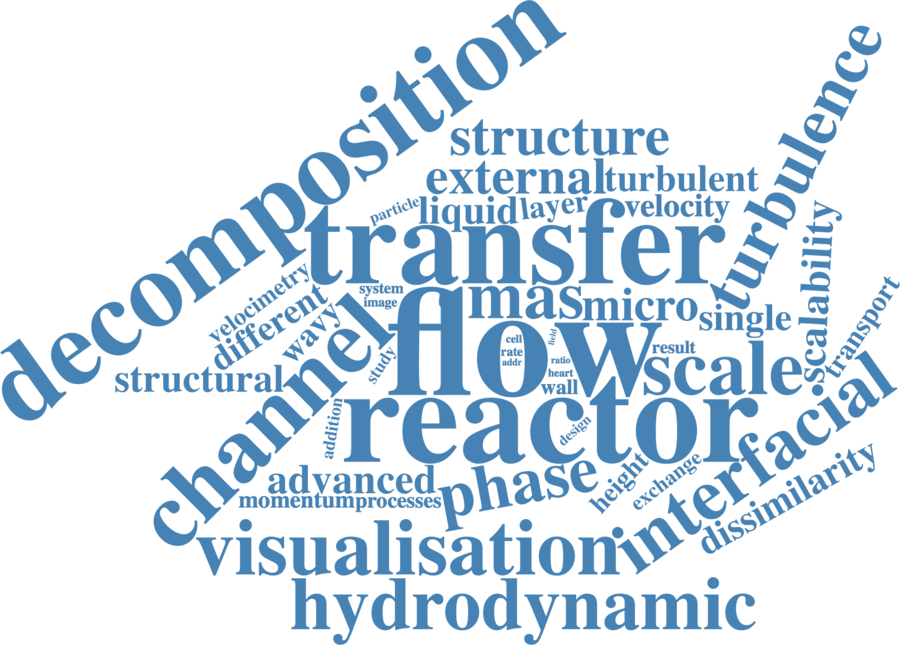 decomposition
turbulence
structure
external
turbulent
particle
liquid
layer
velocity
transfer
scalability
velocimetry
system
image
different
wavy
mas
micro
single
transport
channel
flow
cell
rate
addr
field
ratio
heart
wall
result
scale
study
structural
reactor
addition
design
interfacial
advanced
phase
height
exchange
dissimilarity
momentum
processes
visualisation
hydrodynamic